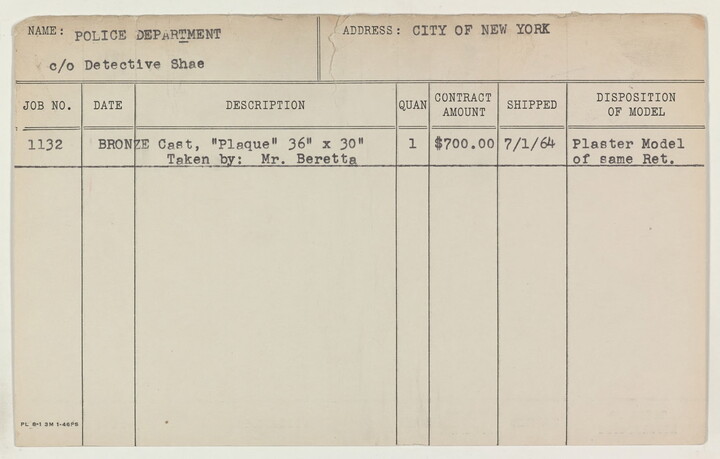 NAME: POLICE DEPARTMENT ADDRESS: CITY OF NEW YORK
c/o Detective Shae
JOB NO. DATE DESCRIPTION QUAN CONTRACT AMOUNT SHIPPED DISPOSITION OF MODEL
1132 BRONZE Cast, "Plaque" 36" x 30" 1 $700.00 7/1/64 Plaster Model
Taken by: Mr. Beretta of same Ret.